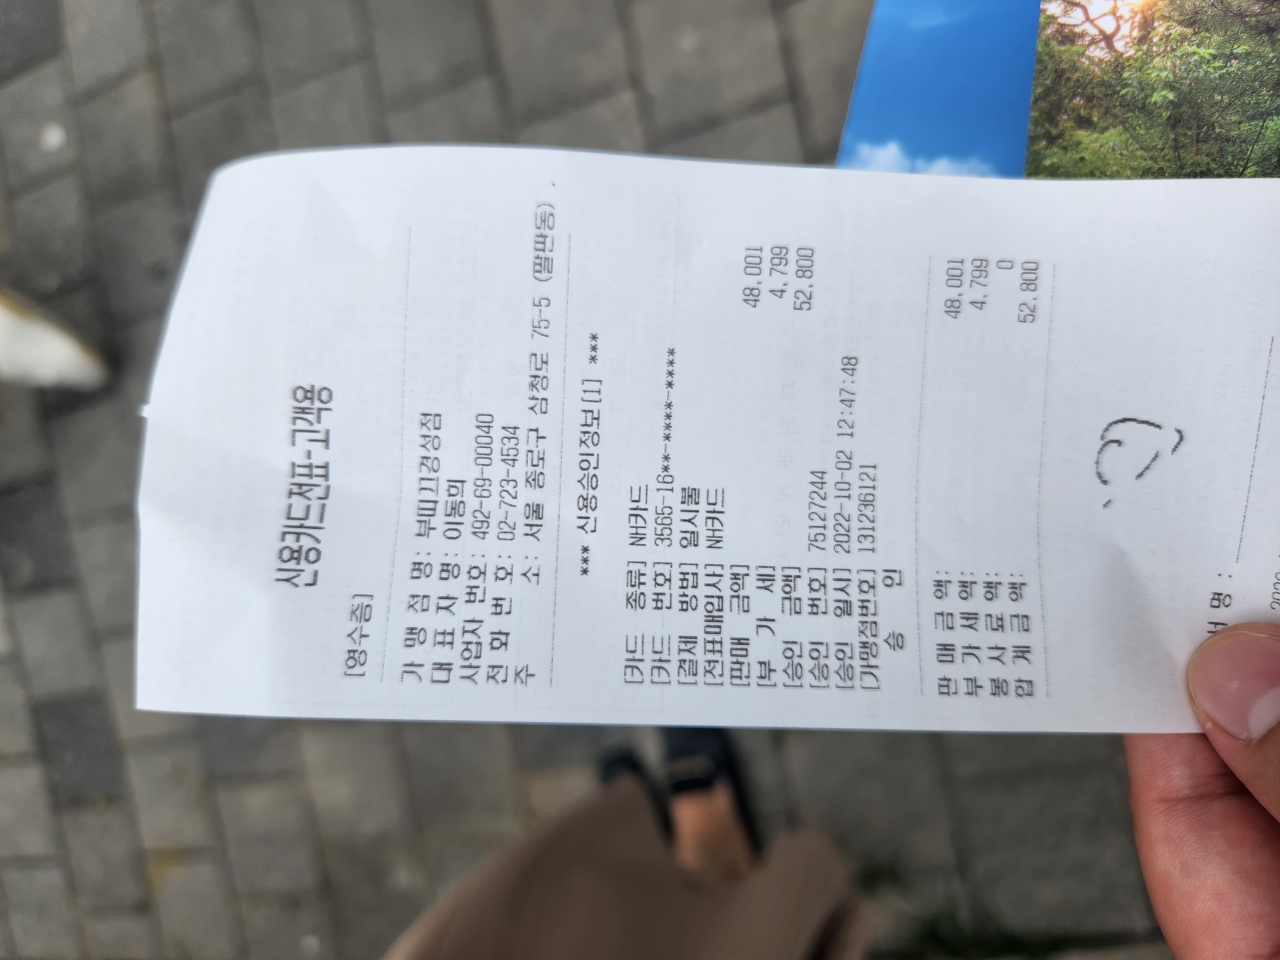 신용카드전표-고객용
[영수증]
가 맹 점 명: 부띠끄경성점
대 표 자 명: 이동희
사업자 번호: 492-69-00040
전 화 번 호: 02-723-4534
주 소: 서울 종로구 삼청로 75-5 (팔판동)
*** 신용승인정보[1] ***
[카드 종류] NH카드
[카드 번호] 3565-16**-****-****
[결제 방법] 일시불
[전표매입사] NH카드
[판매 금액] 48,001
[부 가 세] 4,799
[승인 금액] 52,800
[승인 번호] 75127244
[승인 일시] 2022-10-02 12:47:48
[가맹점번호] 131236121
승 인
판 매 금 액: 48,001
부 가 세 액: 4,799
봉 사 료 액: 0
합 계 금 액: 52,800
명 :